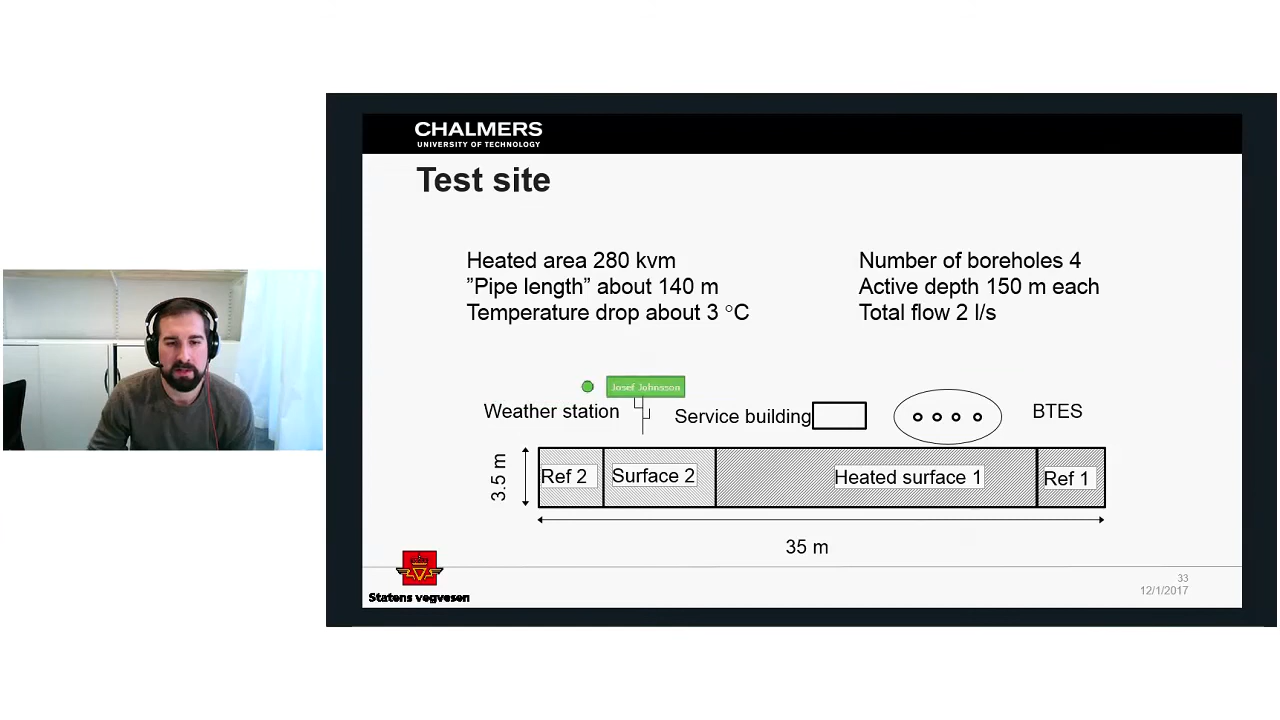 CHALMERS
UNIVERSITY OF TECHNOLOGY
Test site
Heated area 280 kvm
”Pipe length” about 140 m
Temperature drop about 3 °C
Number of boreholes 4
Active depth 150 m each
Total flow 2 l/s
Josef Johnsson
Weather station
Service building
BTES
3.5 m
Ref 2
Surface 2
Heated surface 1
Ref 1
35 m
Statens vegvesen
33
12/1/2017